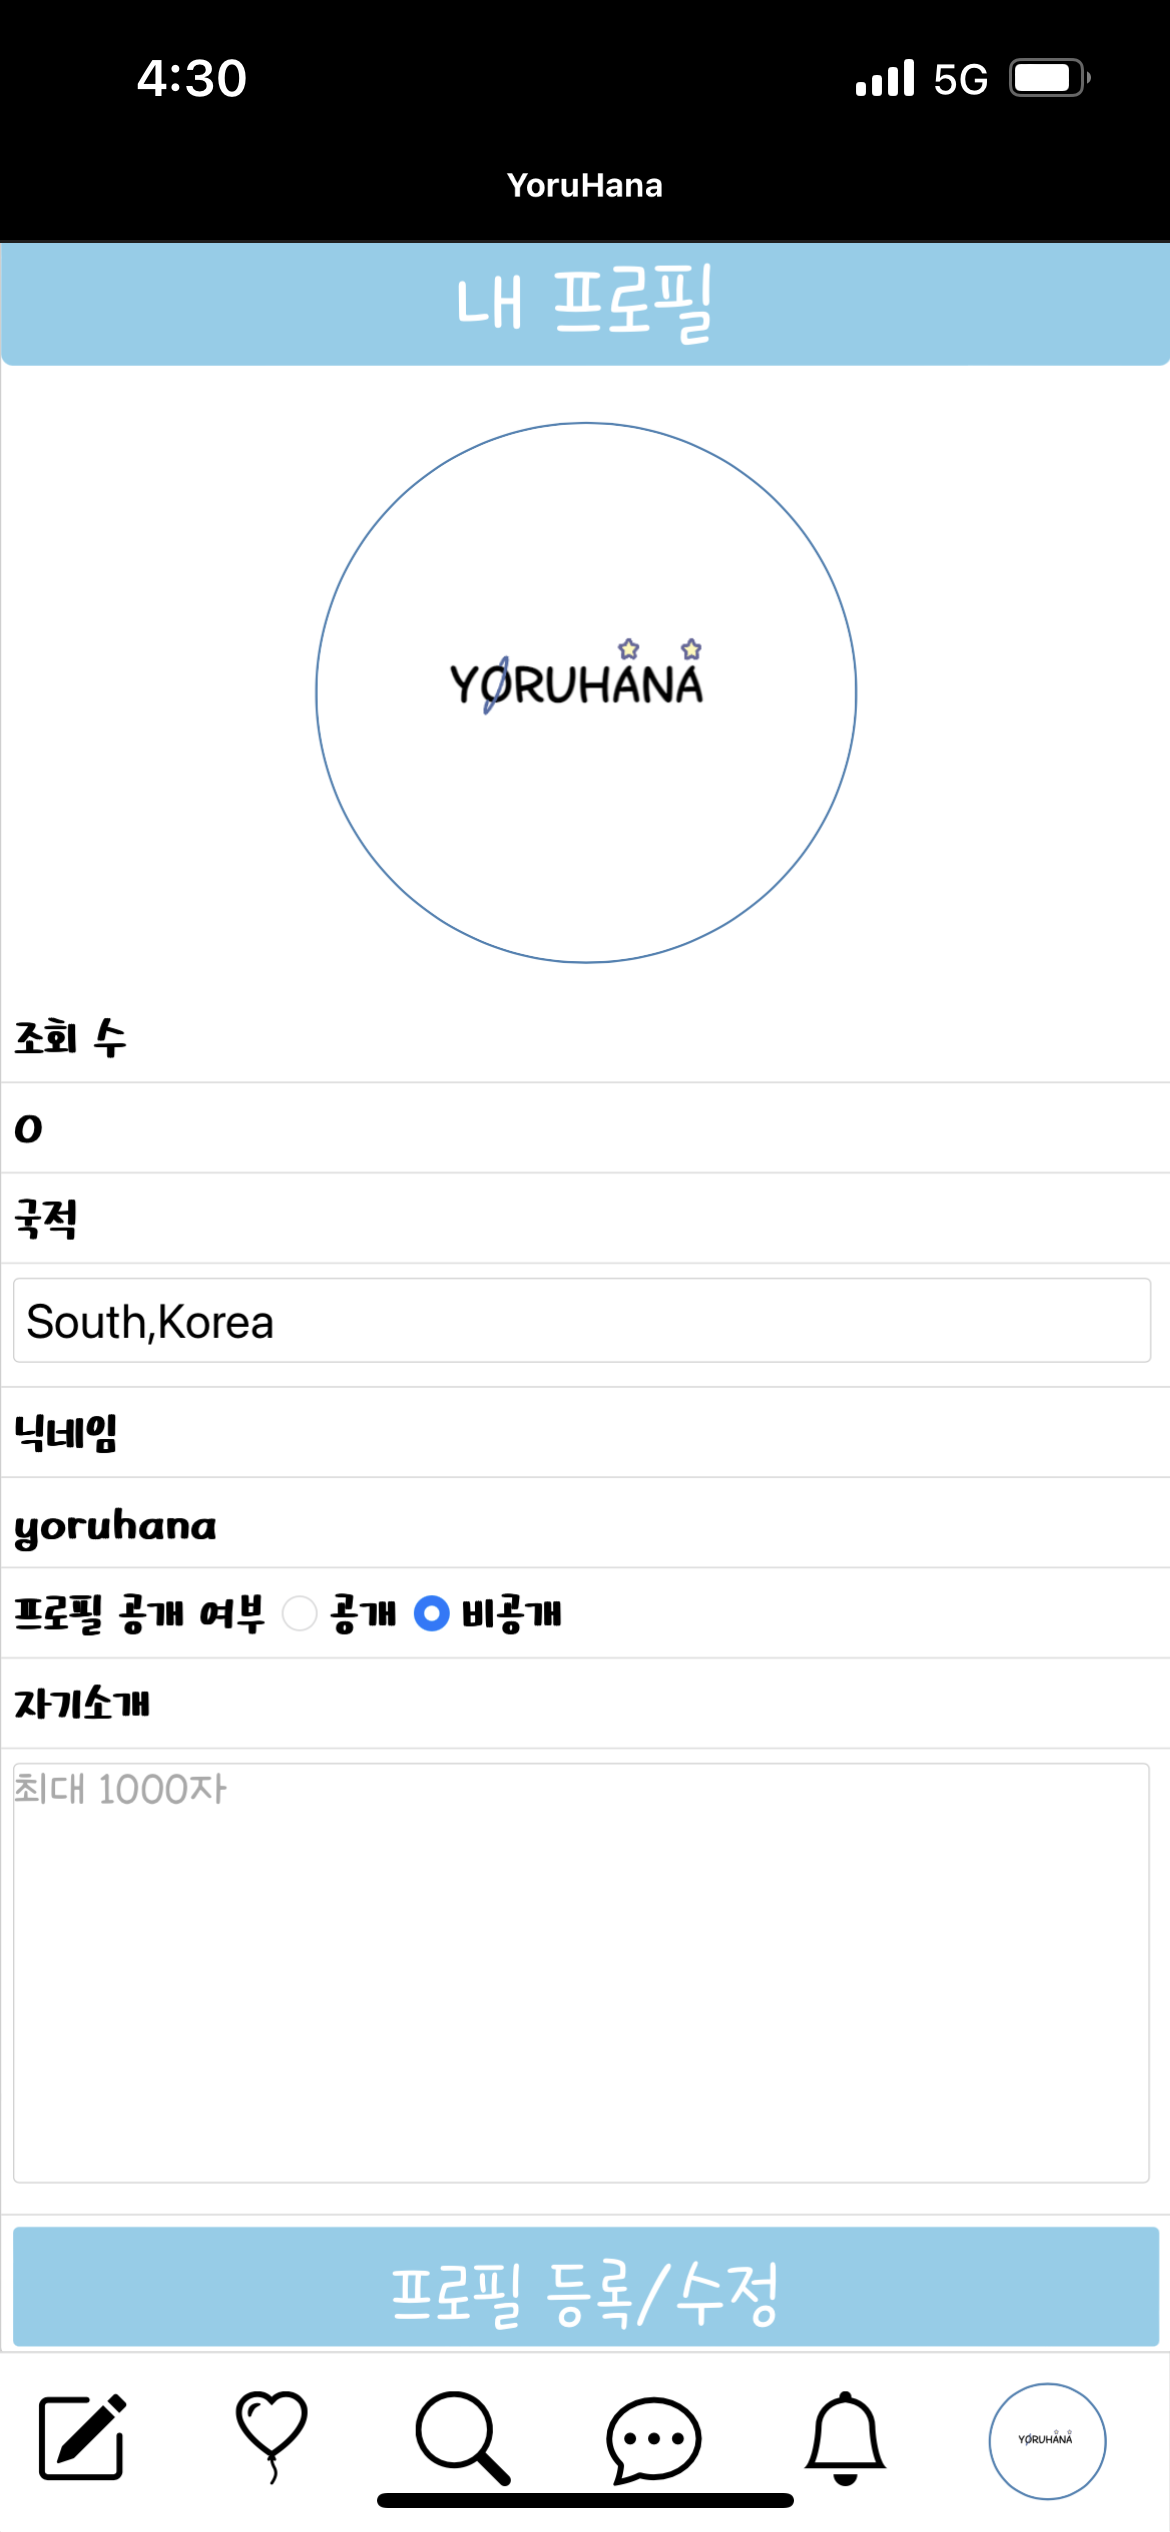 4:30 5G
YoruHana
내 프로필
YORUHANA
조회 수
0
국적
South,Korea
닉네임
yoruhana
프로필 공개 여부 공개 비공개
자기소개
최대 1000자
프로필 등록/수정
YORUHANA